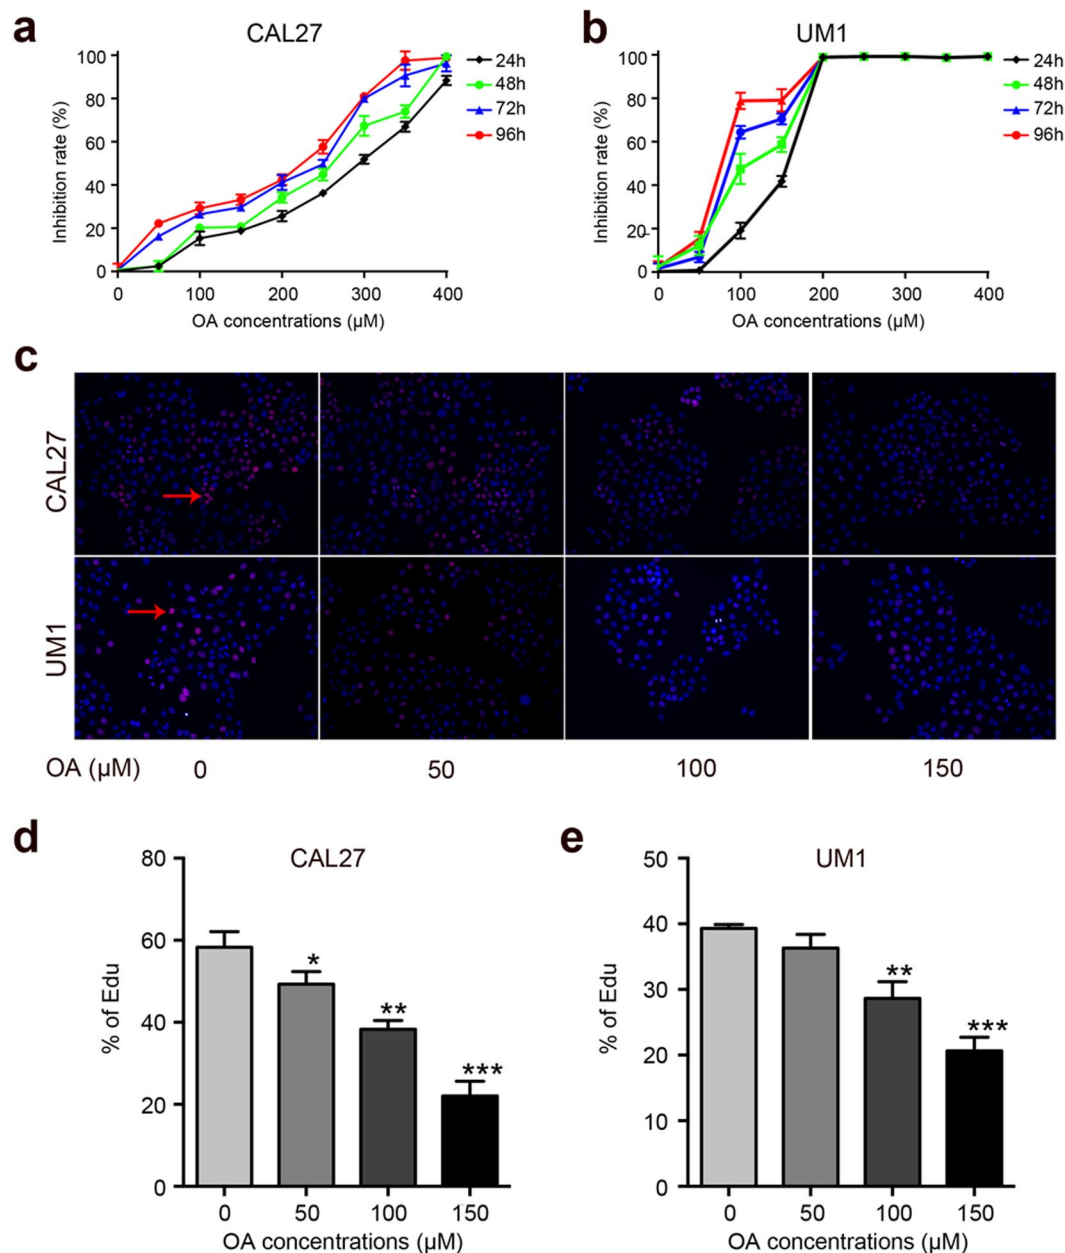 a
CAL27
Inhibition rate (%)
100
80
60
40
20
0
0 100 200 300 400
OA concentrations (µM)
24h
48h
72h
96h
b
UM1
Inhibition rate (%)
100
80
60
40
20
0
0 100 200 300 400
OA concentrations (µM)
24h
48h
72h
96h
c
CAL27
UM1
OA (µM) 0 50 100 150
d
CAL27
% of Edu
80
60
40
20
0
*
**
***
0 50 100 150
OA concentrations (µM)
e
UM1
% of Edu
50
40
30
20
10
0
**
***
0 50 100 150
OA concentrations (µM)